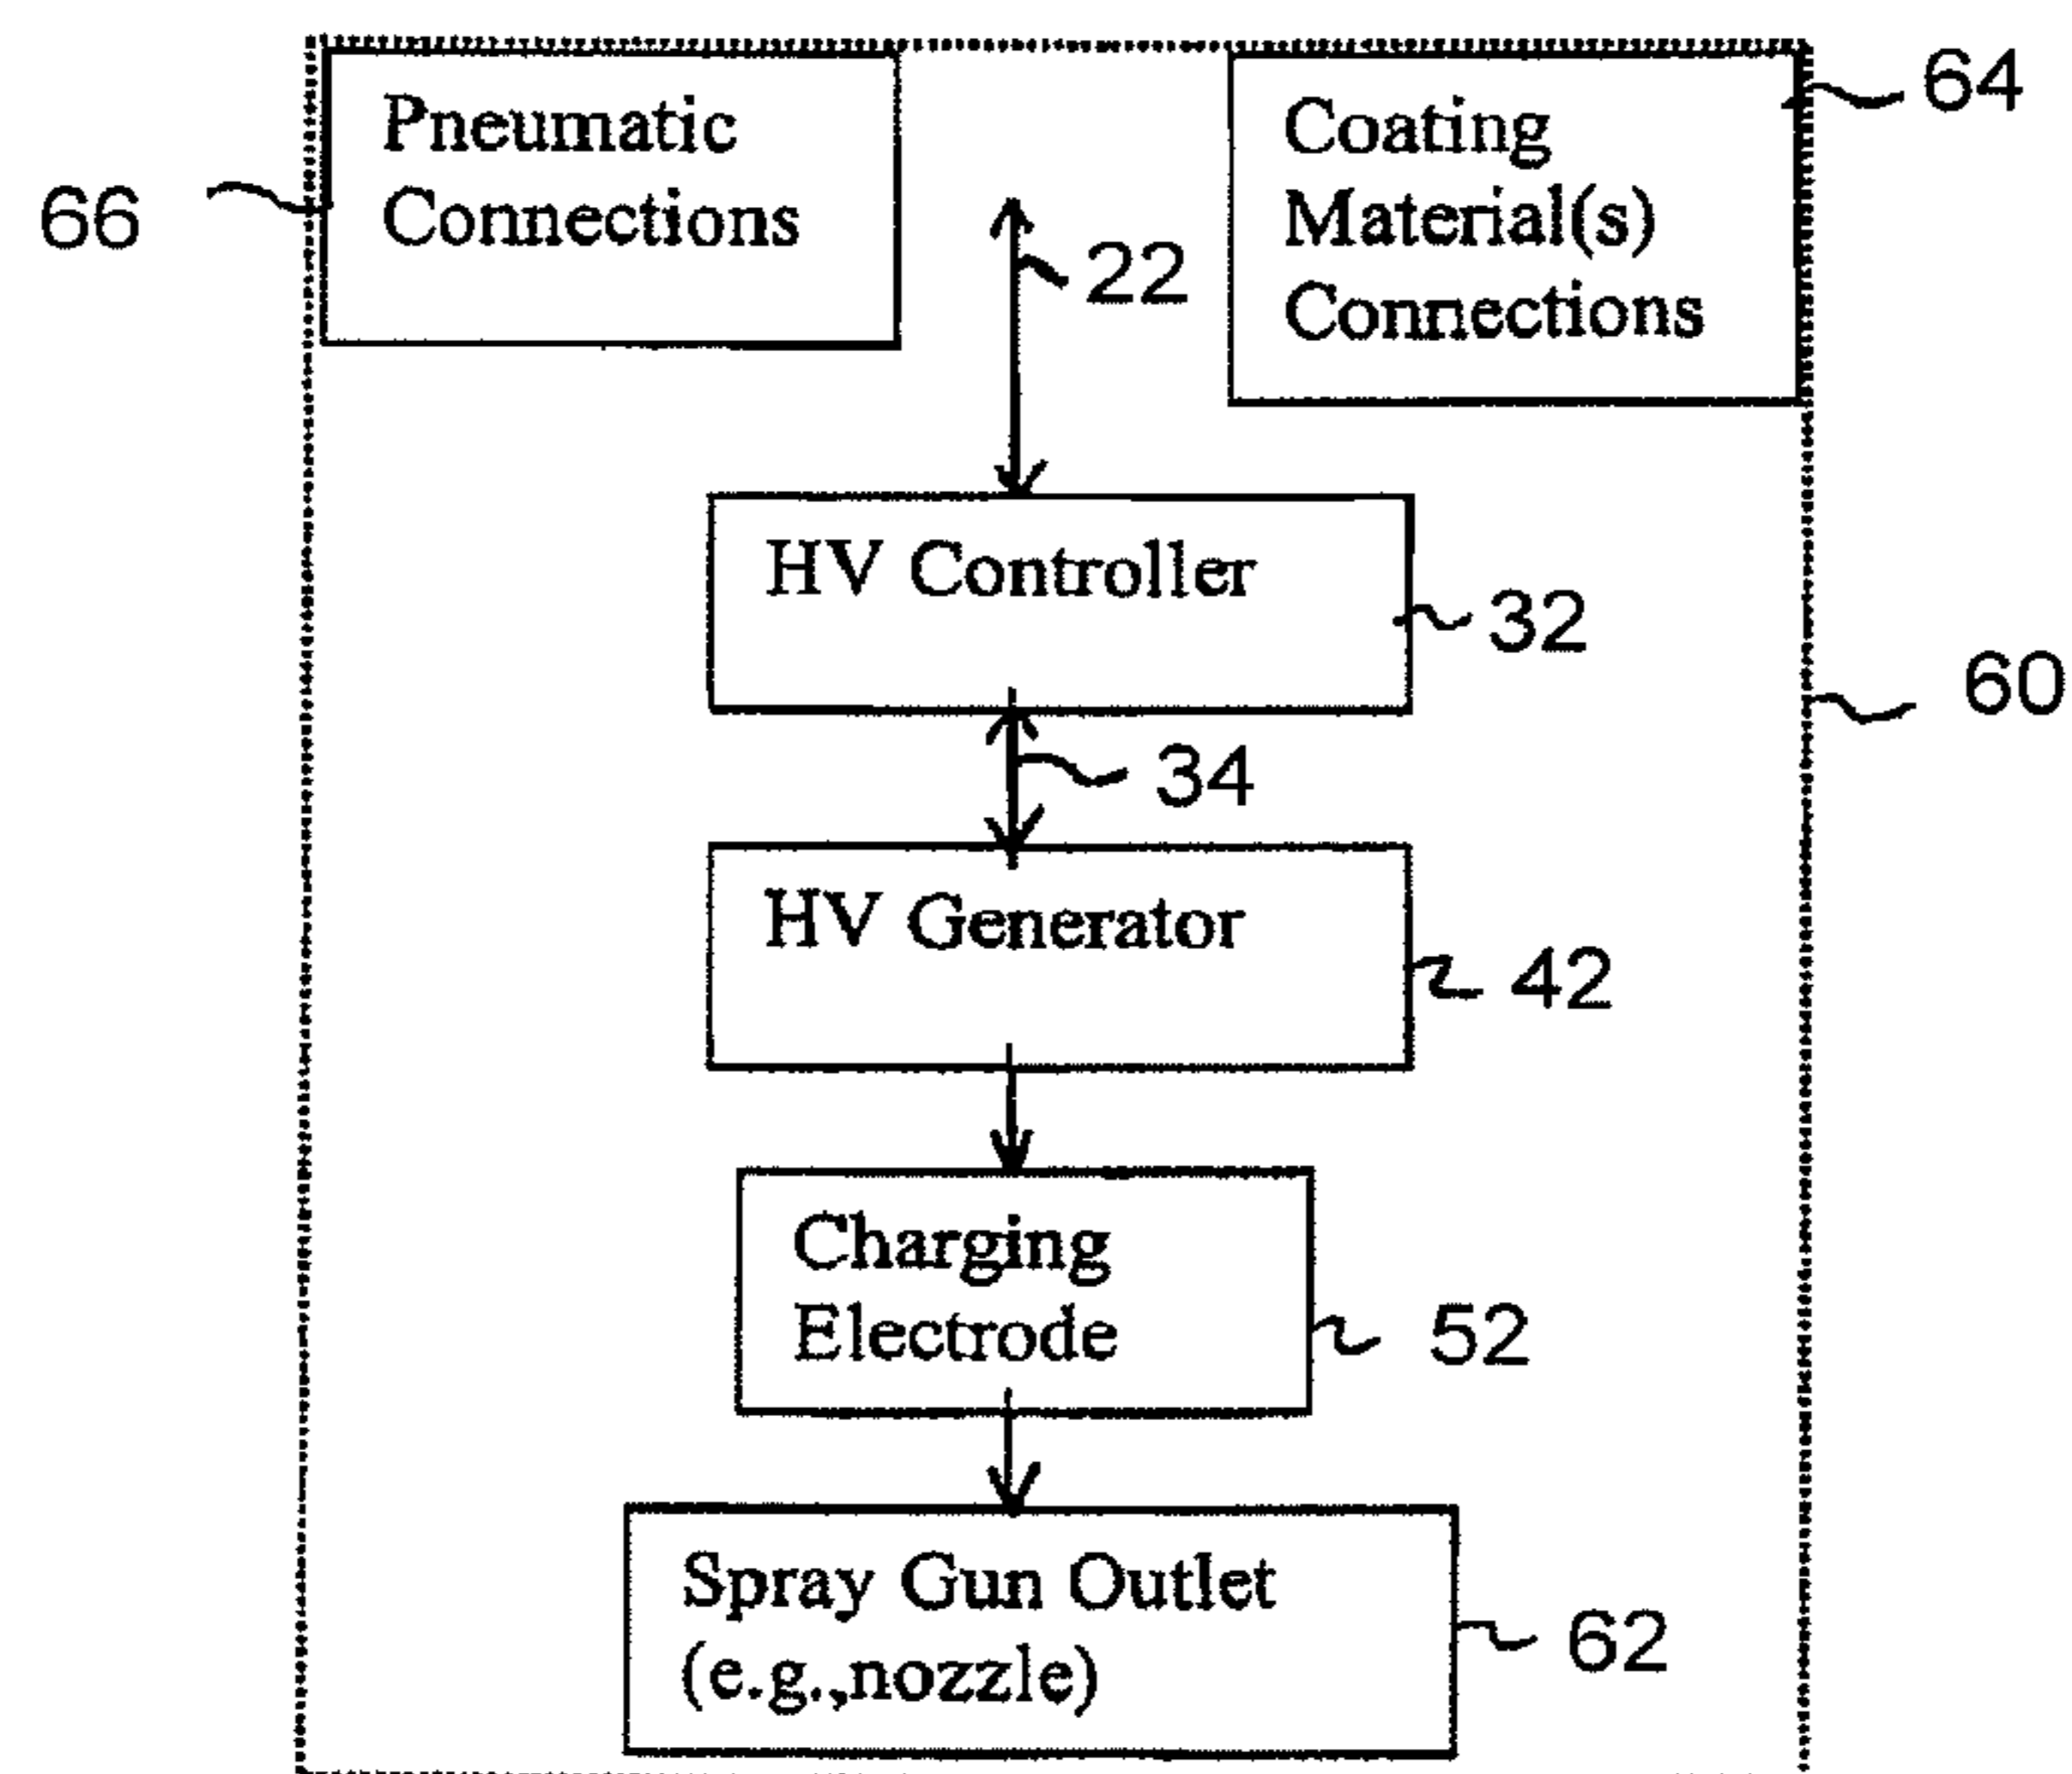 Pneumatic
Connections
66
Coating
Material(s)
Connections
64
22
HV Controller
32
60
34
HV Generator
42
Charging
Electrode
52
Spray Gun Outlet
(e.g.,nozzle)
62